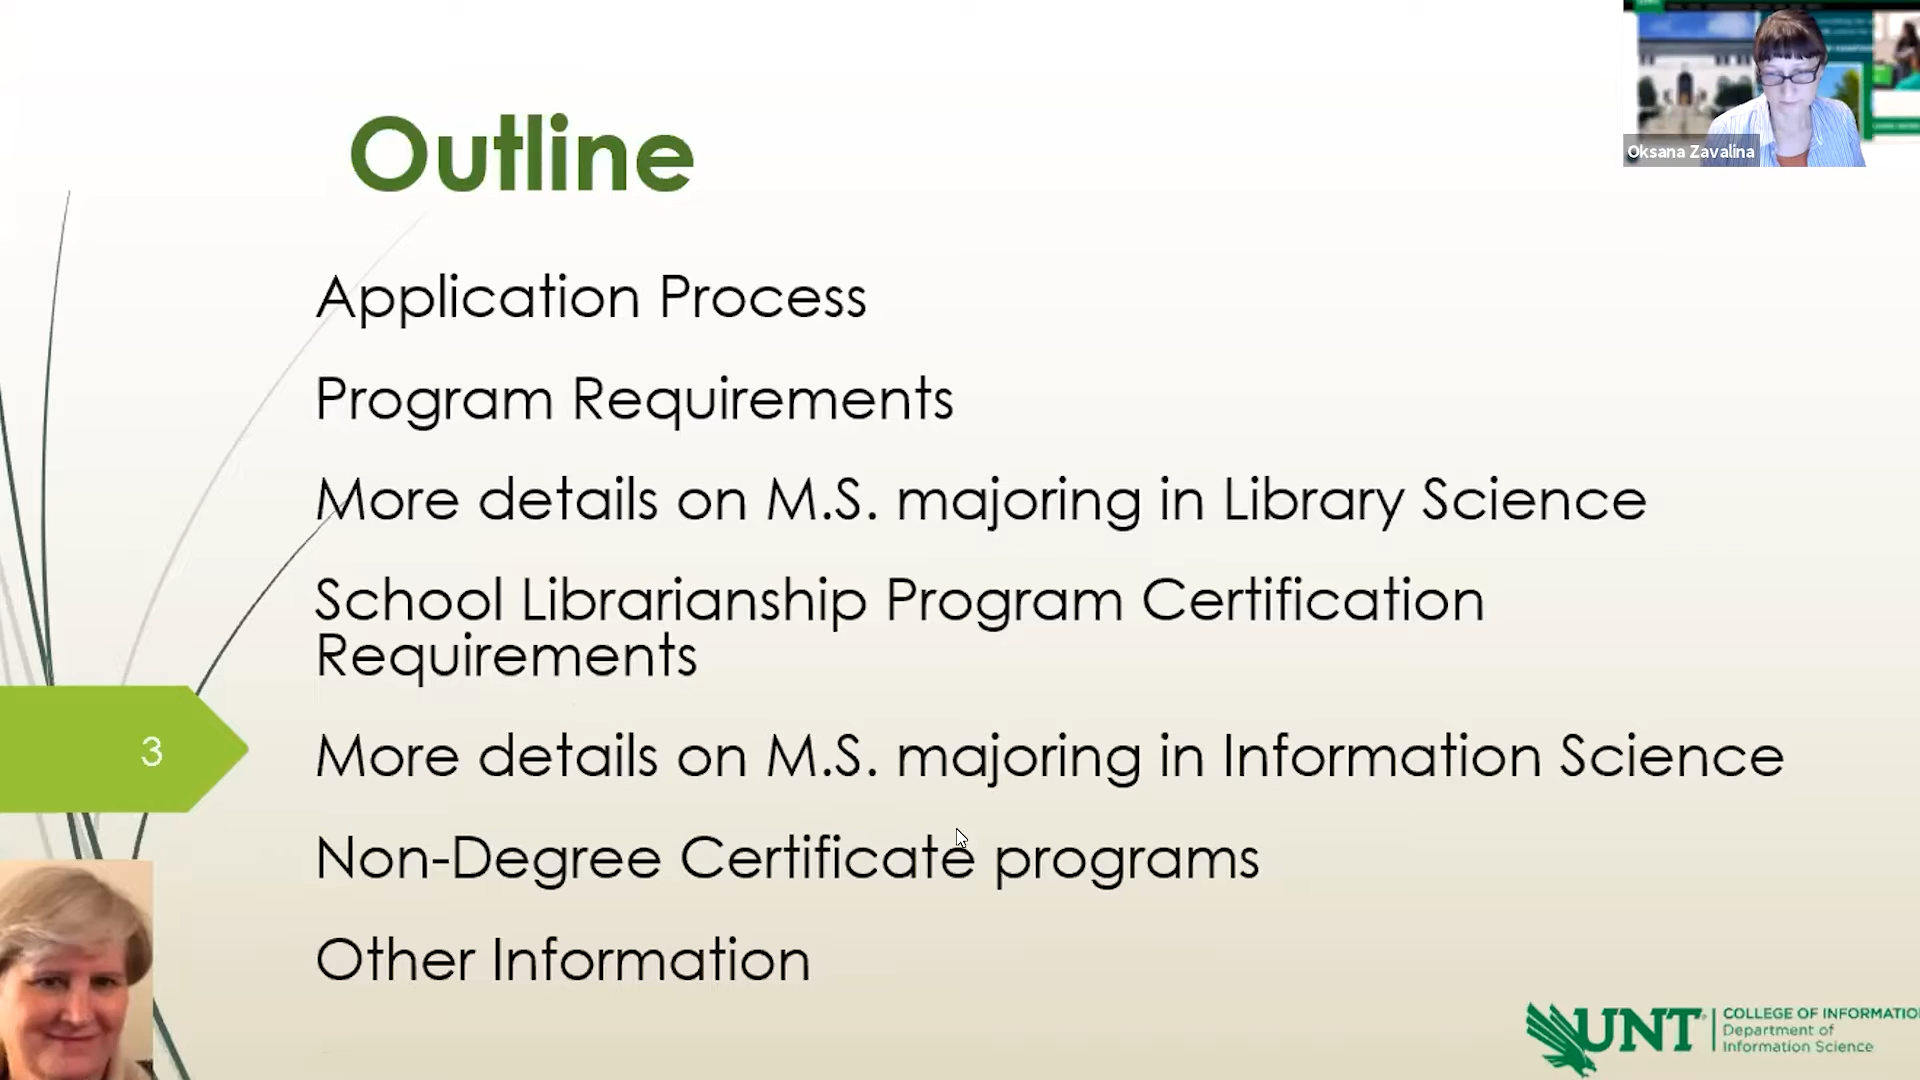 Outline
Oksana Zavalina
Application Process
Program Requirements
More details on M.S. majoring in Library Science
School Librarianship Program Certification
Requirements
3
More details on M.S. majoring in Information Science
Non-Degree Certificate programs
Other Information
UNT
COLLEGE OF INFORMATIO
Department of
Information Science